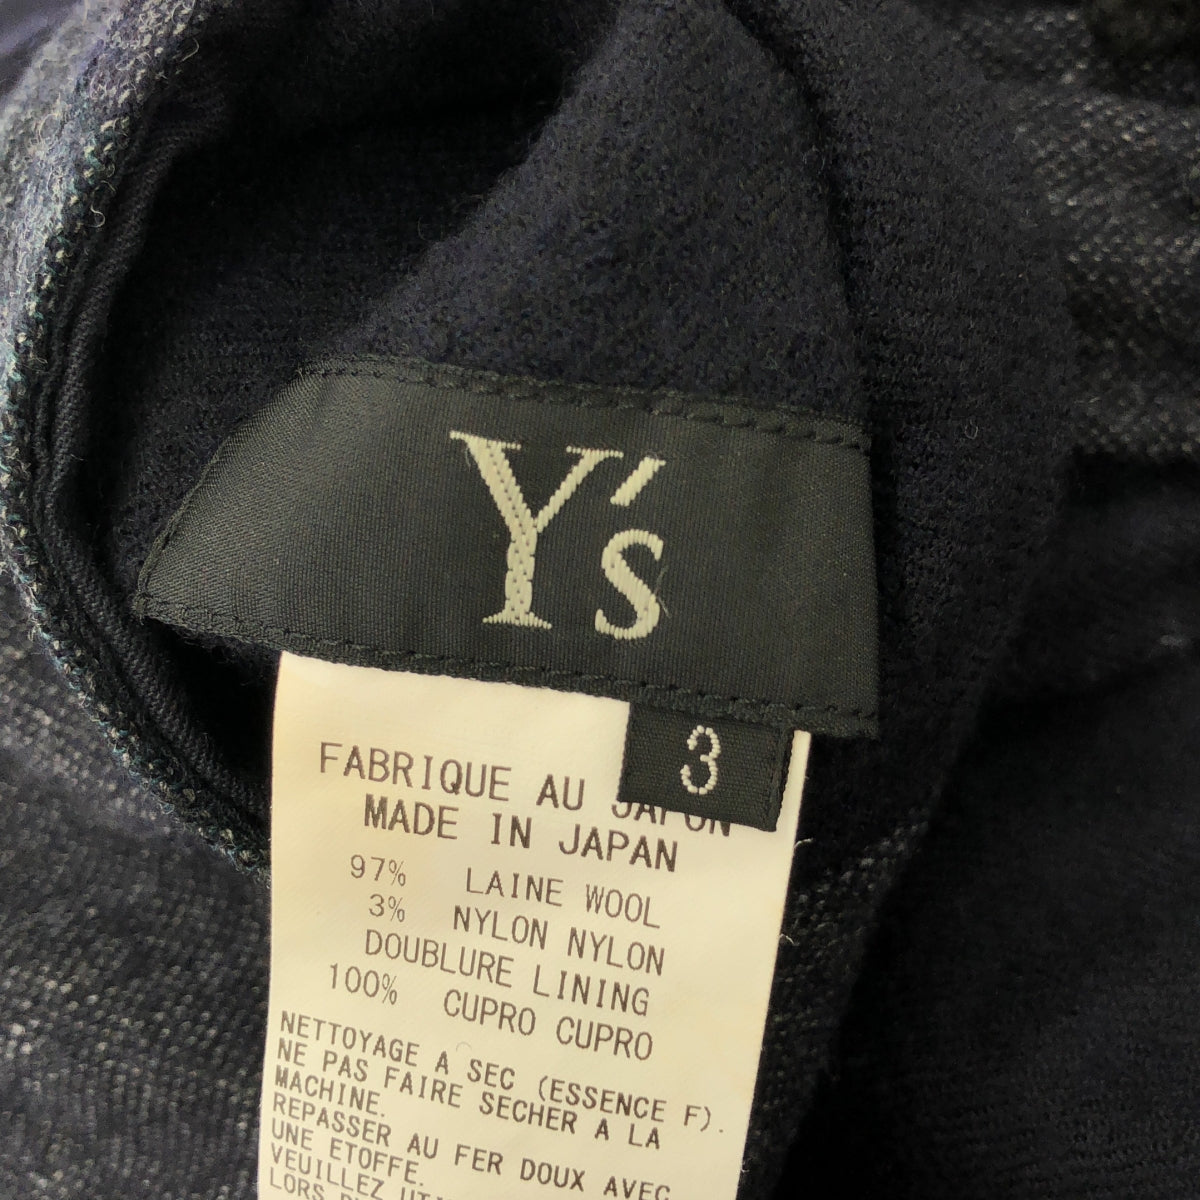 Y's
3
FABRIQUE AU JAPON
MADE IN JAPAN
97% LAINE WOOL
3% NYLON NYLON
DOUBLURE LINING
100% CUPRO CUPRO
NETTOYAGE A SEC (ESSENCE F).
NE PAS FAIRE SECHER A LA
MACHINE.
REPASSER AU FER DOUX AVEC
UNE ETOFFE.
VEUILLEZ
LORS